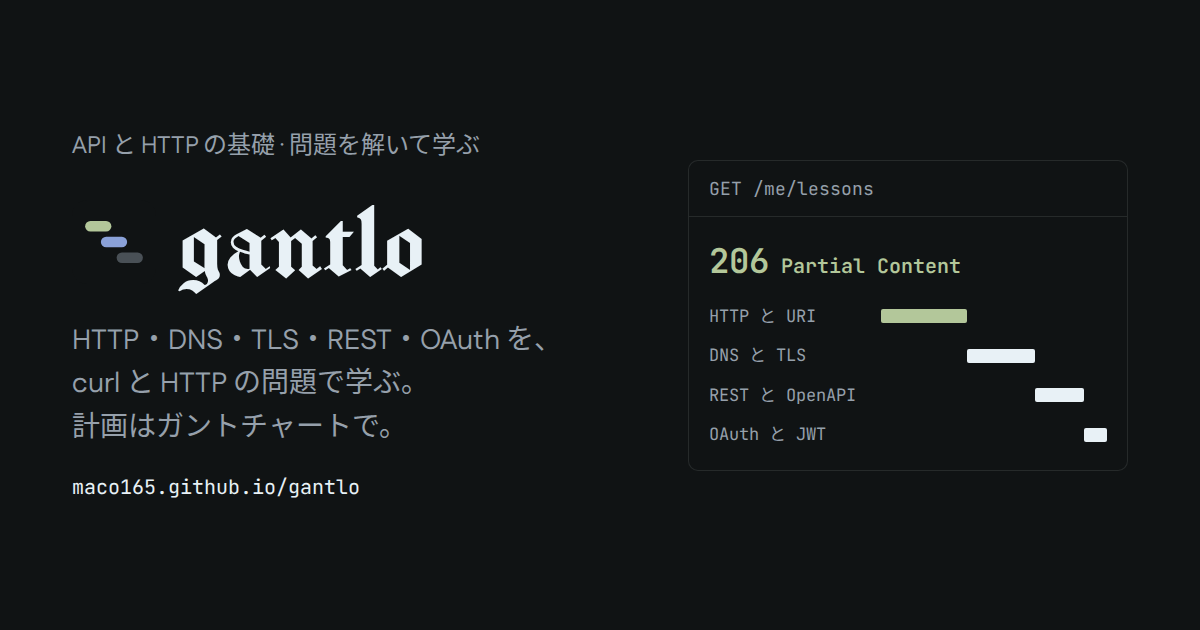 API と HTTP の基礎 · 問題を解いて学ぶ
gantlo
HTTP・DNS・TLS・REST・OAuth を、
curl と HTTP の問題で学ぶ。
計画はガントチャートで。
maco165.github.io/gantlo
GET /me/lessons
206 Partial Content
HTTP と URI
DNS と TLS
REST と OpenAPI
OAuth と JWT